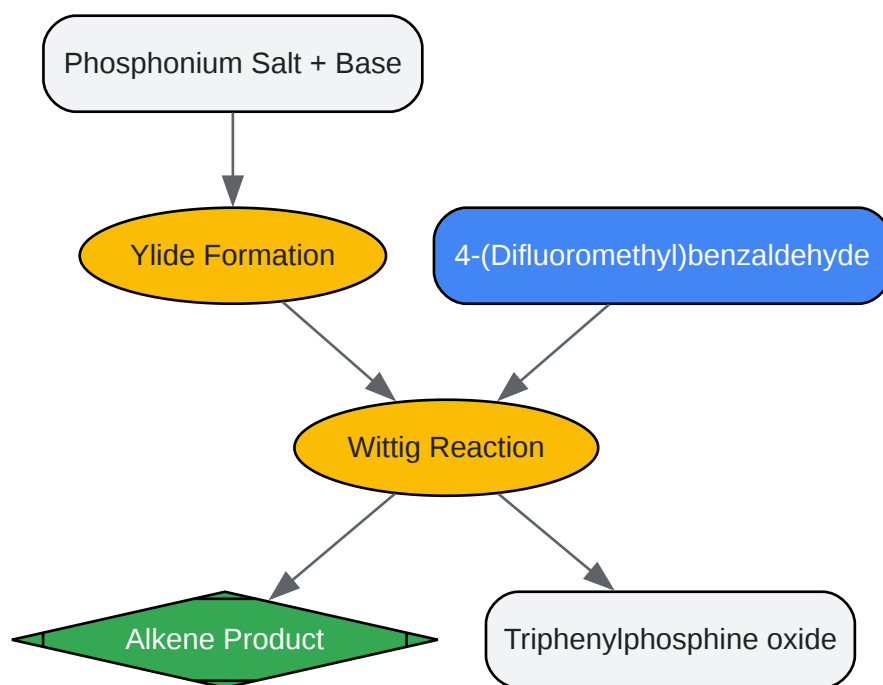 Phosphonium Salt + Base
Ylide Formation
4-(Difluoromethyl)benzaldehyde
Wittig Reaction
Alkene Product
Triphenylphosphine oxide